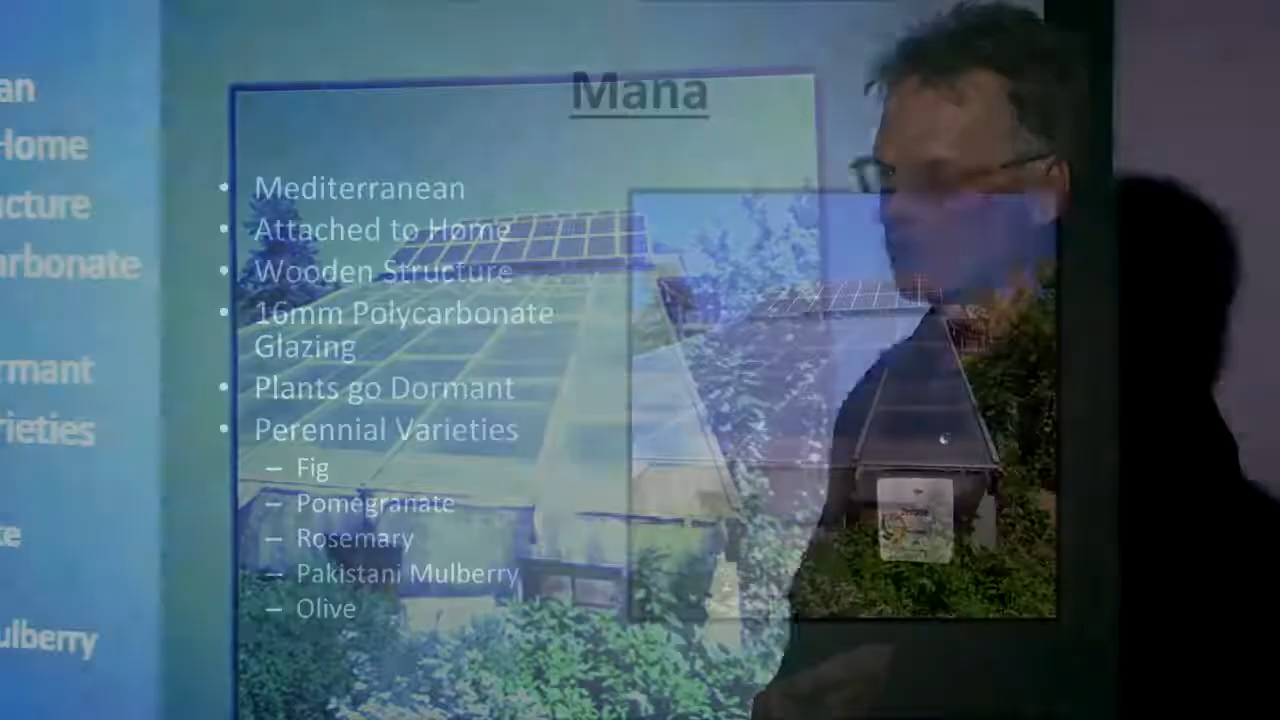 Mana
• Mediterranean
• Attached to Home
• Wooden Structure
• 16mm Polycarbonate
Glazing
• Plants go Dormant
• Perennial Varieties
– Fig
– Pomegranate
– Rosemary
– Pakistani Mulberry
– Olive
an
Home
ucture
arbonate
rmant
rieties
ulberry